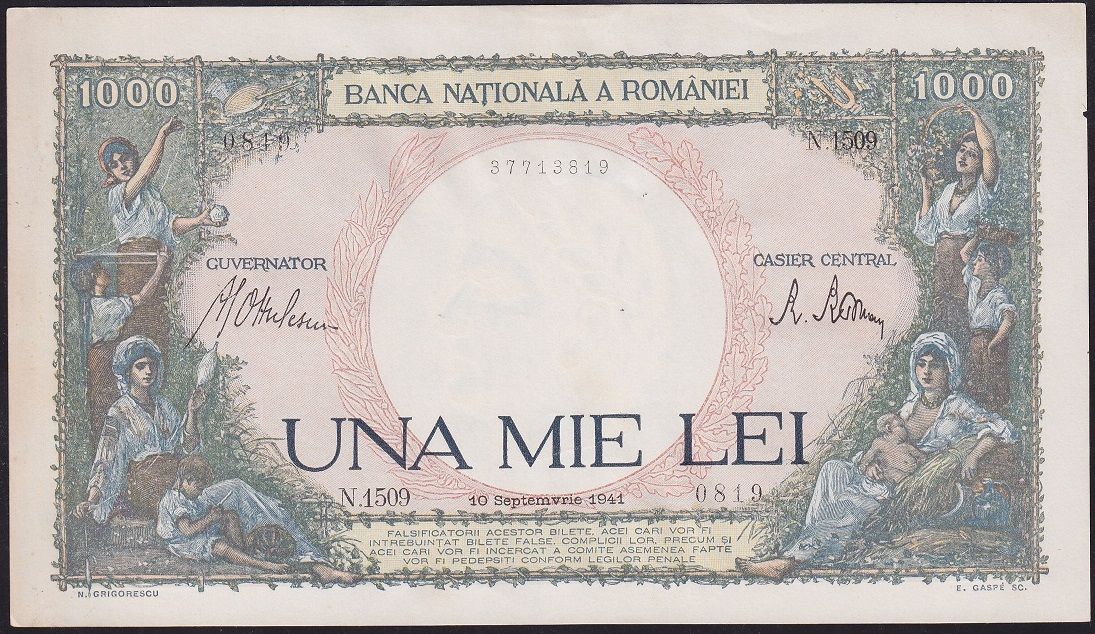 1000
BANCA NAȚIONALĂ A ROMÂNIEI
1000
0819
N.1509
37713819
GUVERNATOR
CASIER CENTRAL
UNA MIE LEI
N.1509
10 Septemvrie 1941
0819
FALSIFICATORII ACESTOR BILETE, ACEI CARI VOR FI
INTREBUINȚAT BILETE FALSE, COMPLICII LOR, PRECUM ȘI
ACEI CARI VOR FI INCERCAT A COMITE ASEMENEA FAPTE
VOR FI PEDEPSIȚI CONFORM LEGILOR PENALE
N. GRIGORESCU
E. GASPÉ SC.